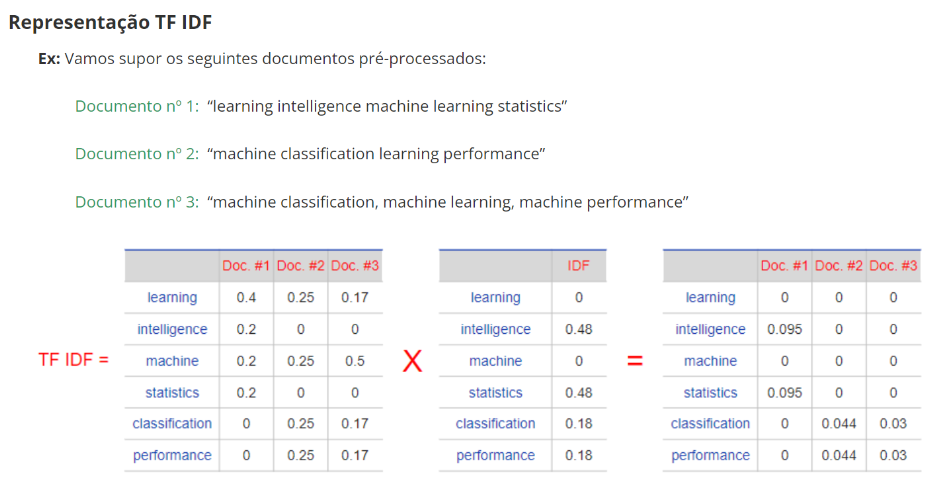 Representação TF IDF
Ex: Vamos supor os seguintes documentos pré-processados:
Documento nº 1: “learning intelligence machine learning statistics”
Documento nº 2: “machine classification learning performance”
Documento nº 3: “machine classification, machine learning, machine performance”
Doc. #1 Doc. #2 Doc. #3 IDF Doc. #1 Doc. #2 Doc. #3
learning 0.4 0.25 0.17 learning 0 learning 0 0 0
intelligence 0.2 0 0 intelligence 0.48 intelligence 0.095 0 0
TF IDF = machine 0.2 0.25 0.5 X machine 0 = machine 0 0 0
statistics 0.2 0 0 statistics 0.48 statistics 0.095 0 0
classification 0 0.25 0.17 classification 0.18 classification 0 0.044 0.03
performance 0 0.25 0.17 performance 0.18 performance 0 0.044 0.03